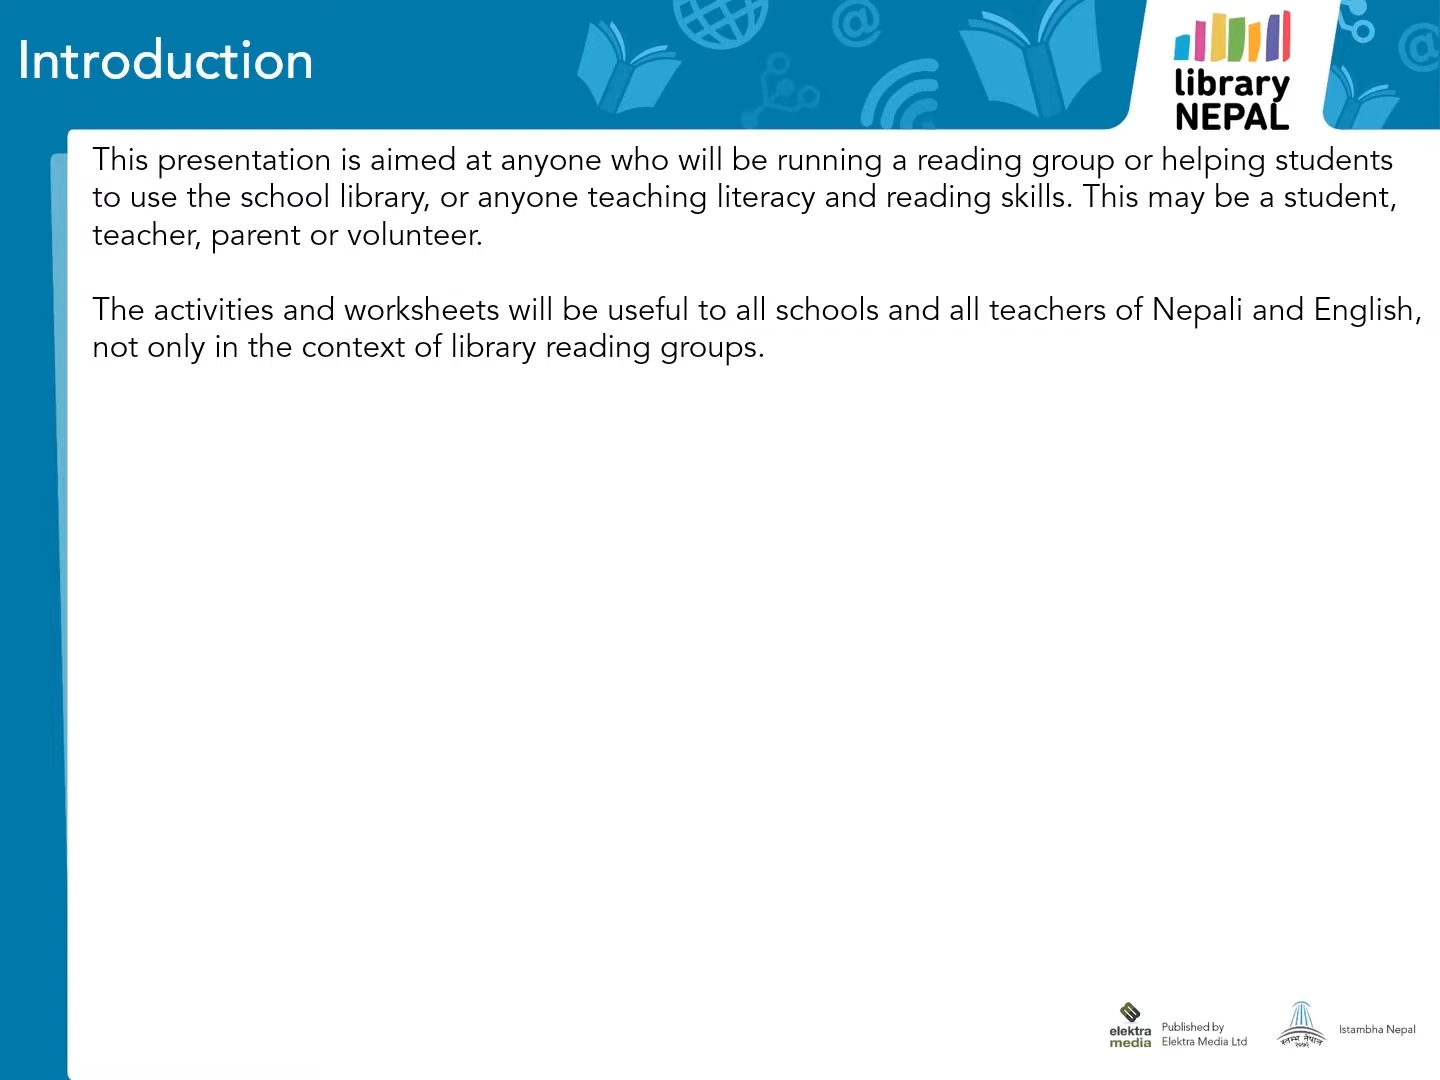 Introduction
library
NEPAL
This presentation is aimed at anyone who will be running a reading group or helping students
to use the school library, or anyone teaching literacy and reading skills. This may be a student,
teacher, parent or volunteer.
The activities and worksheets will be useful to all schools and all teachers of Nepali and English,
not only in the context of library reading groups.
elektra
media
Published by
Elektra Media Ltd
स्तम्भ नेपाल
२०७२
Istambha Nepal